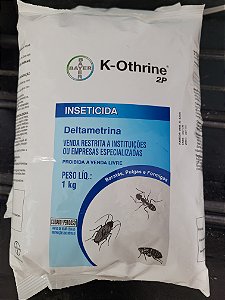 BAYER
K-Othrine®
2P
INSETICIDA
Deltametrina
VENDA RESTRITA A INSTITUIÇÕES
OU EMPRESAS ESPECIALIZADAS
PROIBIDA A VENDA LIVRE
PESO LÍQ.:
1 kg
Baratas, Pulgas e Formigas